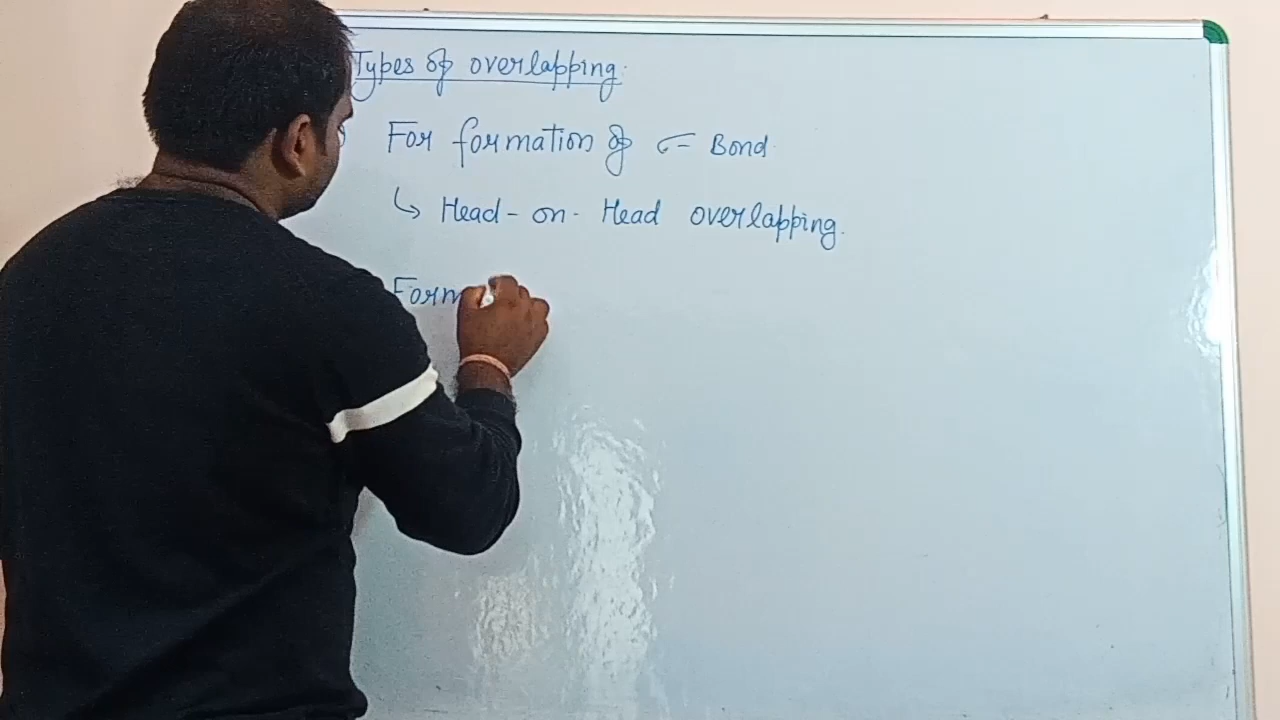 Types of overlapping.
For formation of σ- Bond.
↳ Head-on-Head overlapping.
Form